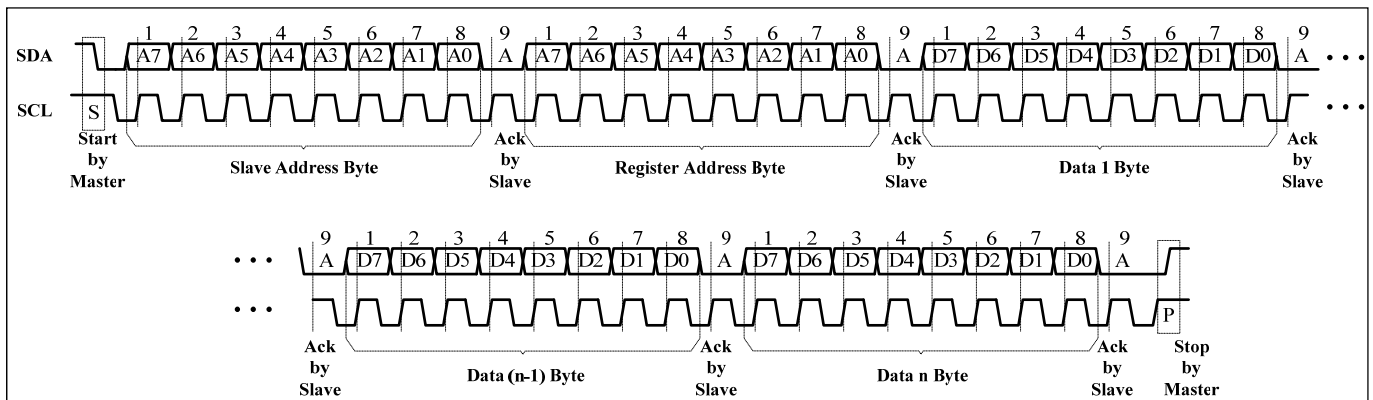 1 2 3 4 5 6 7 8 9 1 2 3 4 5 6 7 8 9 1 2 3 4 5 6 7 8 9
SDA A7 A6 A5 A4 A3 A2 A1 A0 A A7 A6 A5 A4 A3 A2 A1 A0 A D7 D6 D5 D4 D3 D2 D1 D0 A • • •
SCL S • • •
Start by Master
Slave Address Byte
Ack by Slave
Register Address Byte
Ack by Slave
Data 1 Byte
Ack by Slave
9 1 2 3 4 5 6 7 8 9 1 2 3 4 5 6 7 8 9
• • • A D7 D6 D5 D4 D3 D2 D1 D0 A D7 D6 D5 D4 D3 D2 D1 D0 A
• • • P
Ack by Slave
Data (n-1) Byte
Ack by Slave
Data n Byte
Ack by Slave
Stop by Master